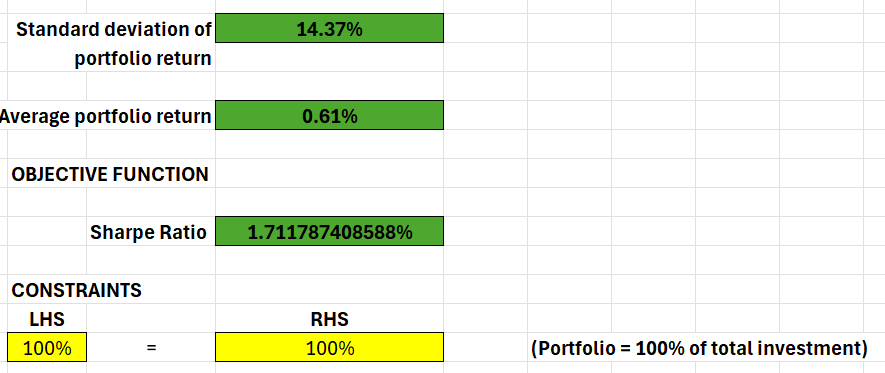 Standard deviation of 14.37%
portfolio return
Average portfolio return 0.61%
OBJECTIVE FUNCTION
Sharpe Ratio 1.711787408588%
CONSTRAINTS
LHS RHS
100% = 100% (Portfolio = 100% of total investment)